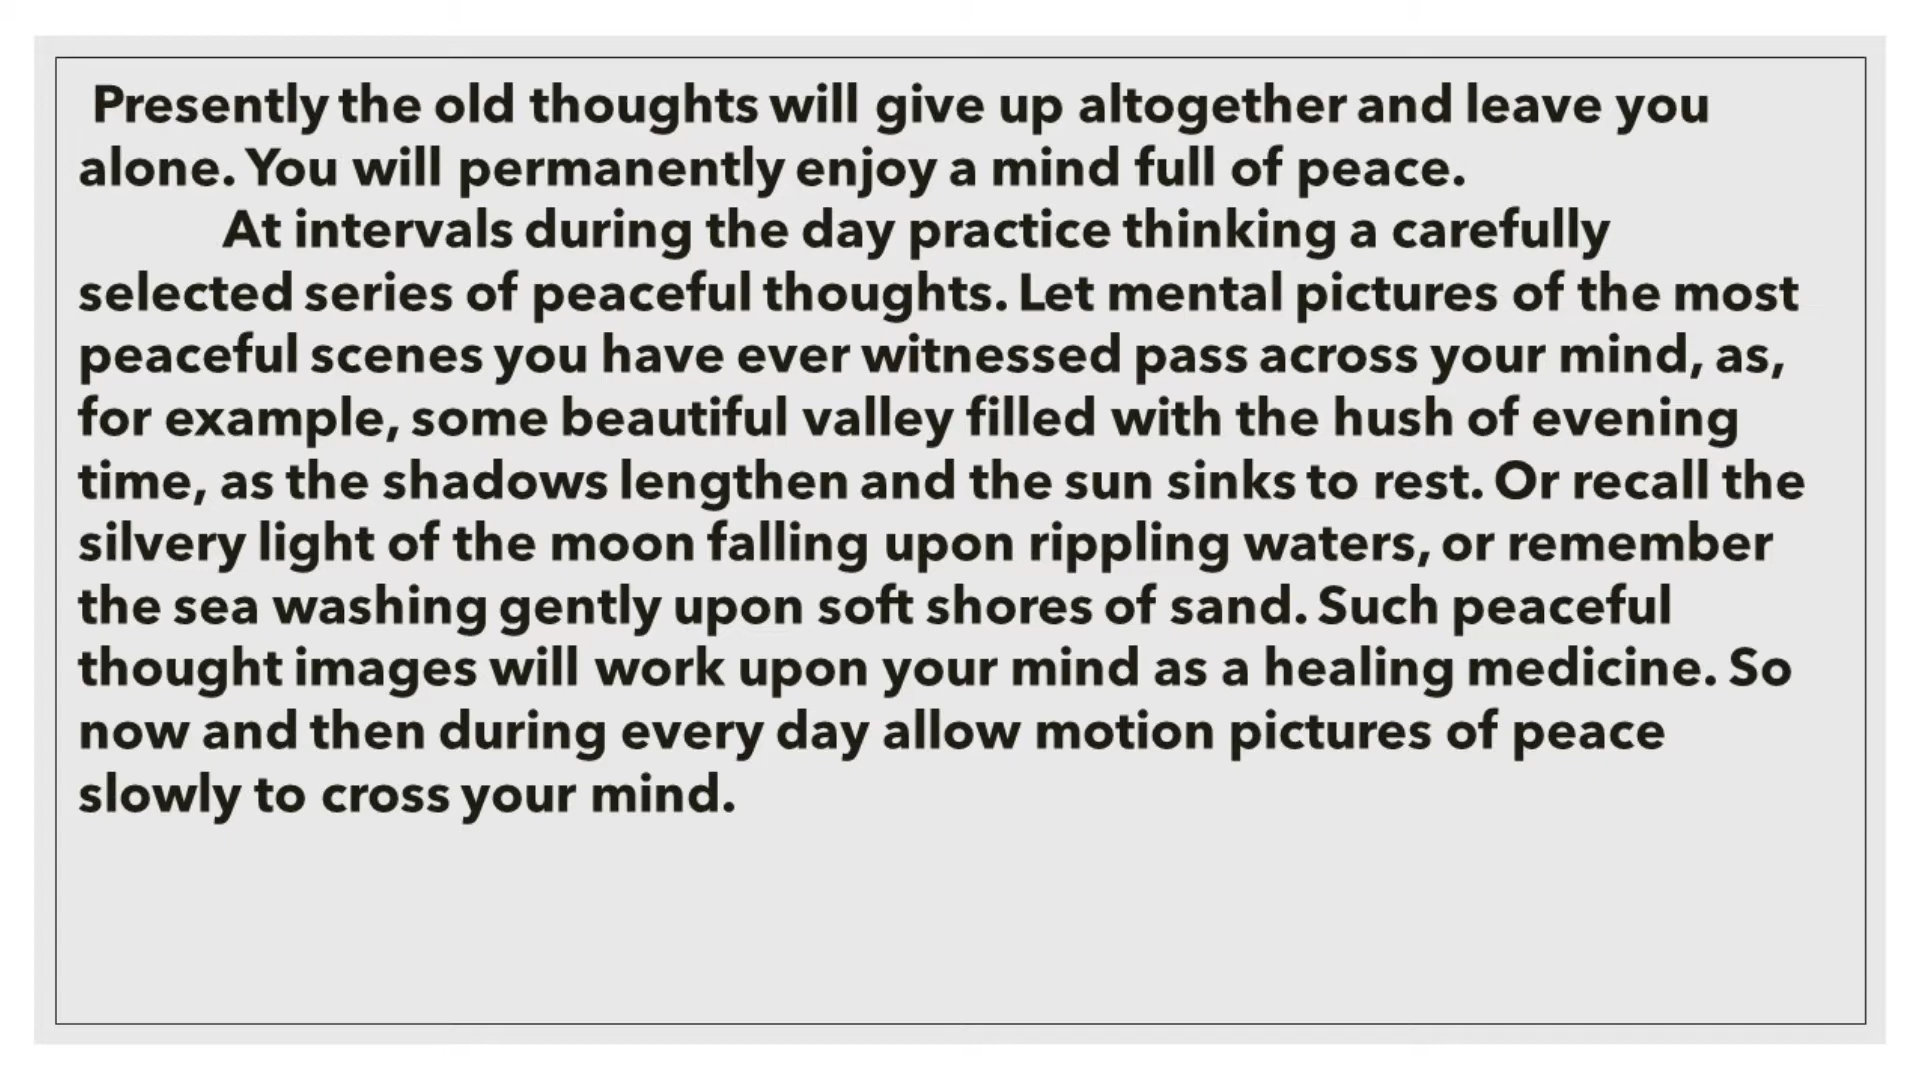 Presently the old thoughts will give up altogether and leave you
alone. You will permanently enjoy a mind full of peace.
At intervals during the day practice thinking a carefully
selected series of peaceful thoughts. Let mental pictures of the most
peaceful scenes you have ever witnessed pass across your mind, as,
for example, some beautiful valley filled with the hush of evening
time, as the shadows lengthen and the sun sinks to rest. Or recall the
silvery light of the moon falling upon rippling waters, or remember
the sea washing gently upon soft shores of sand. Such peaceful
thought images will work upon your mind as a healing medicine. So
now and then during every day allow motion pictures of peace
slowly to cross your mind.